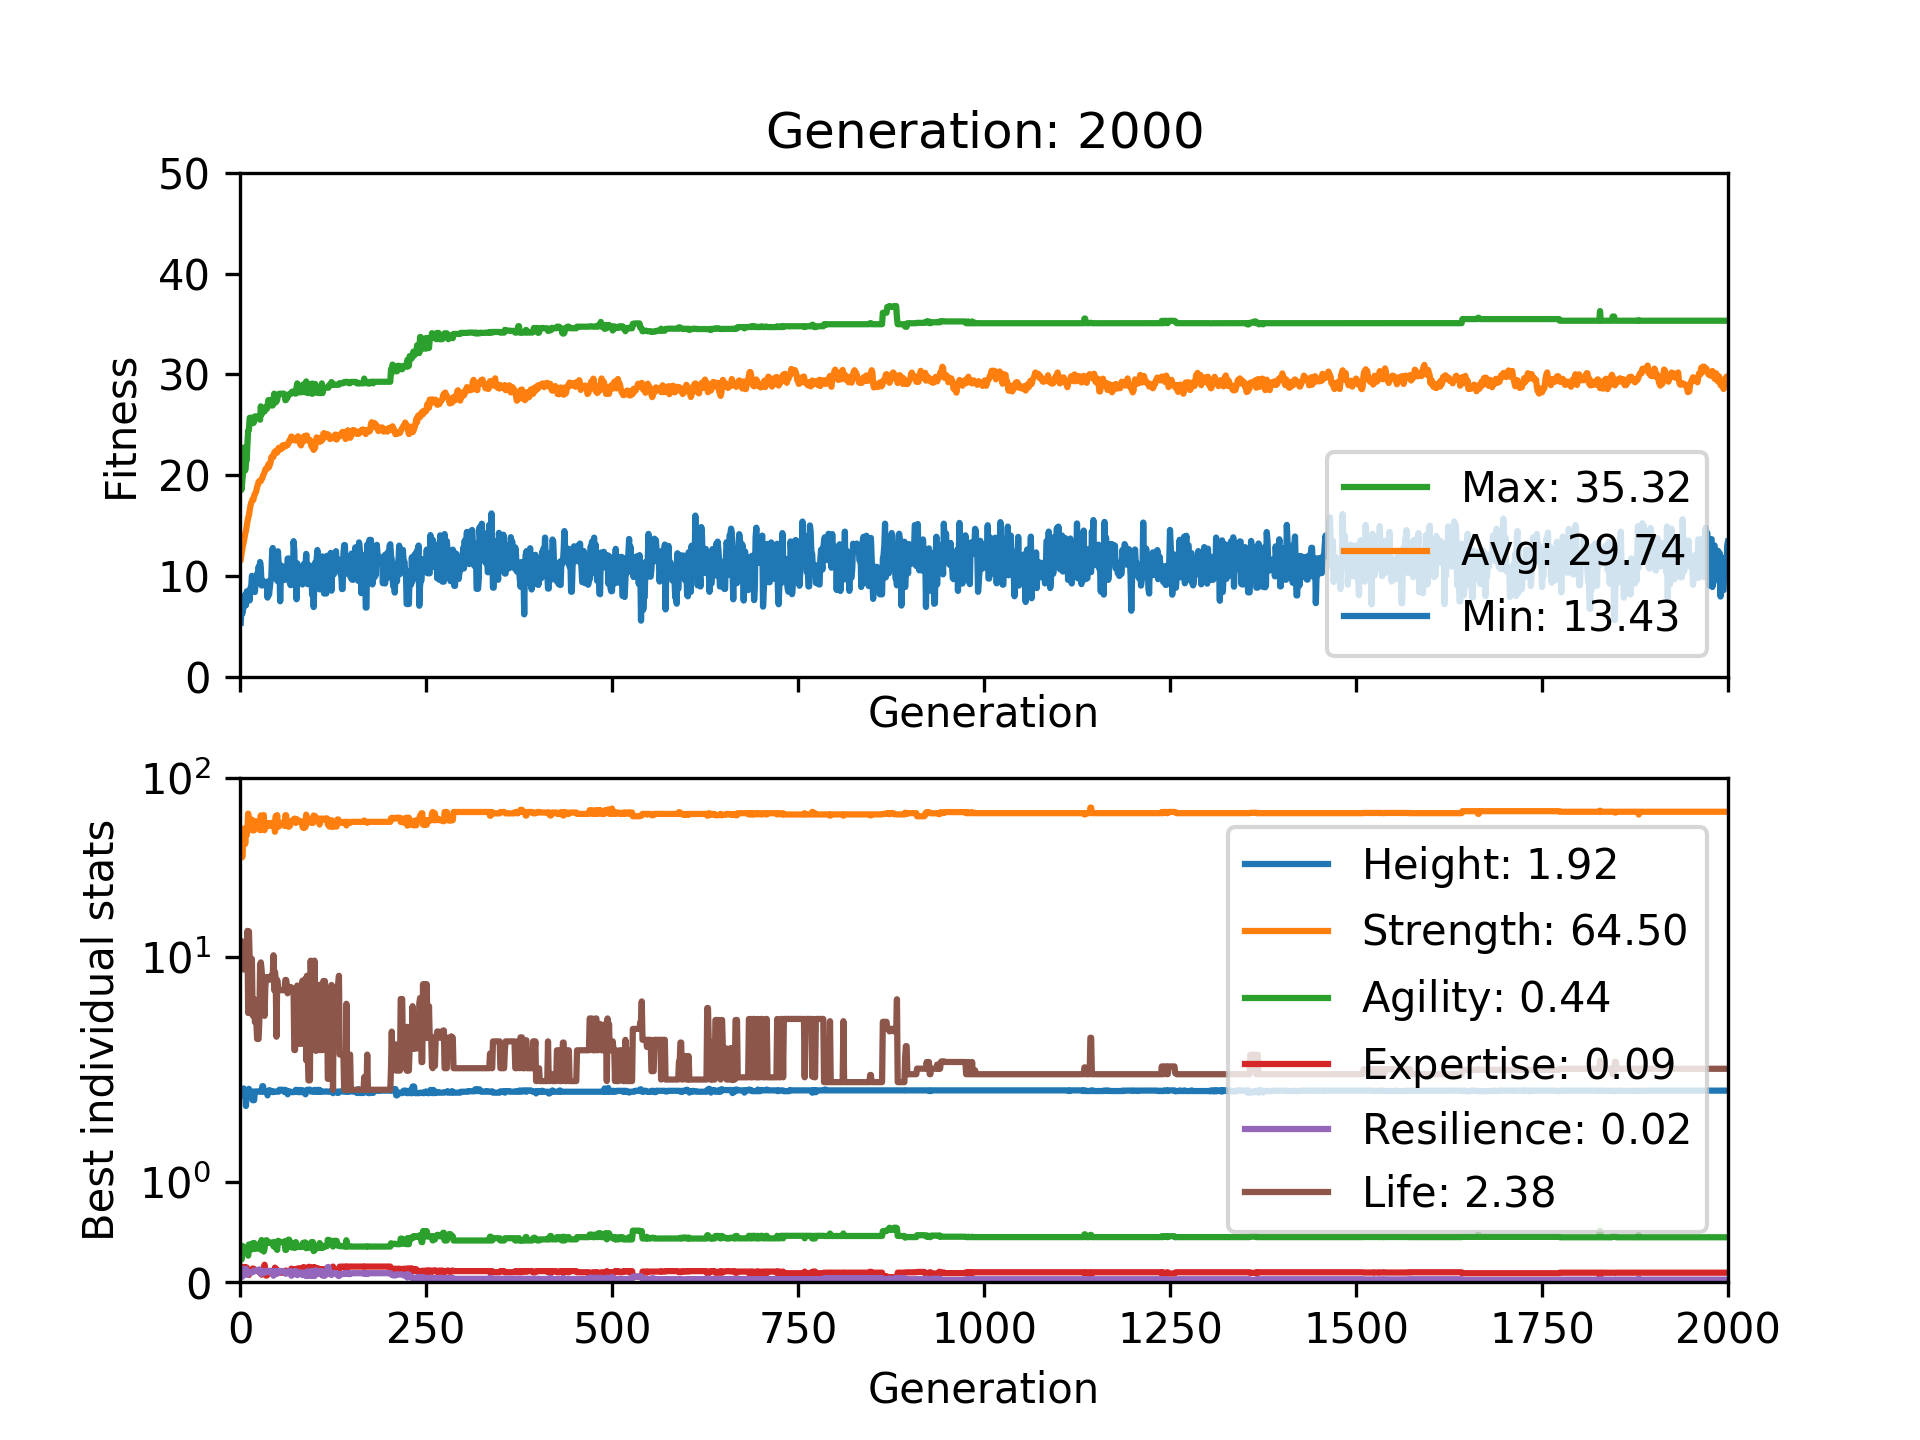 Generation: 2000
50
40
30
20
10
0
Fitness
Max: 35.32
Avg: 29.74
Min: 13.43
Generation
10²
10¹
10⁰
0
Best individual stats
Height: 1.92
Strength: 64.50
Agility: 0.44
Expertise: 0.09
Resilience: 0.02
Life: 2.38
0 250 500 750 1000 1250 1500 1750 2000
Generation